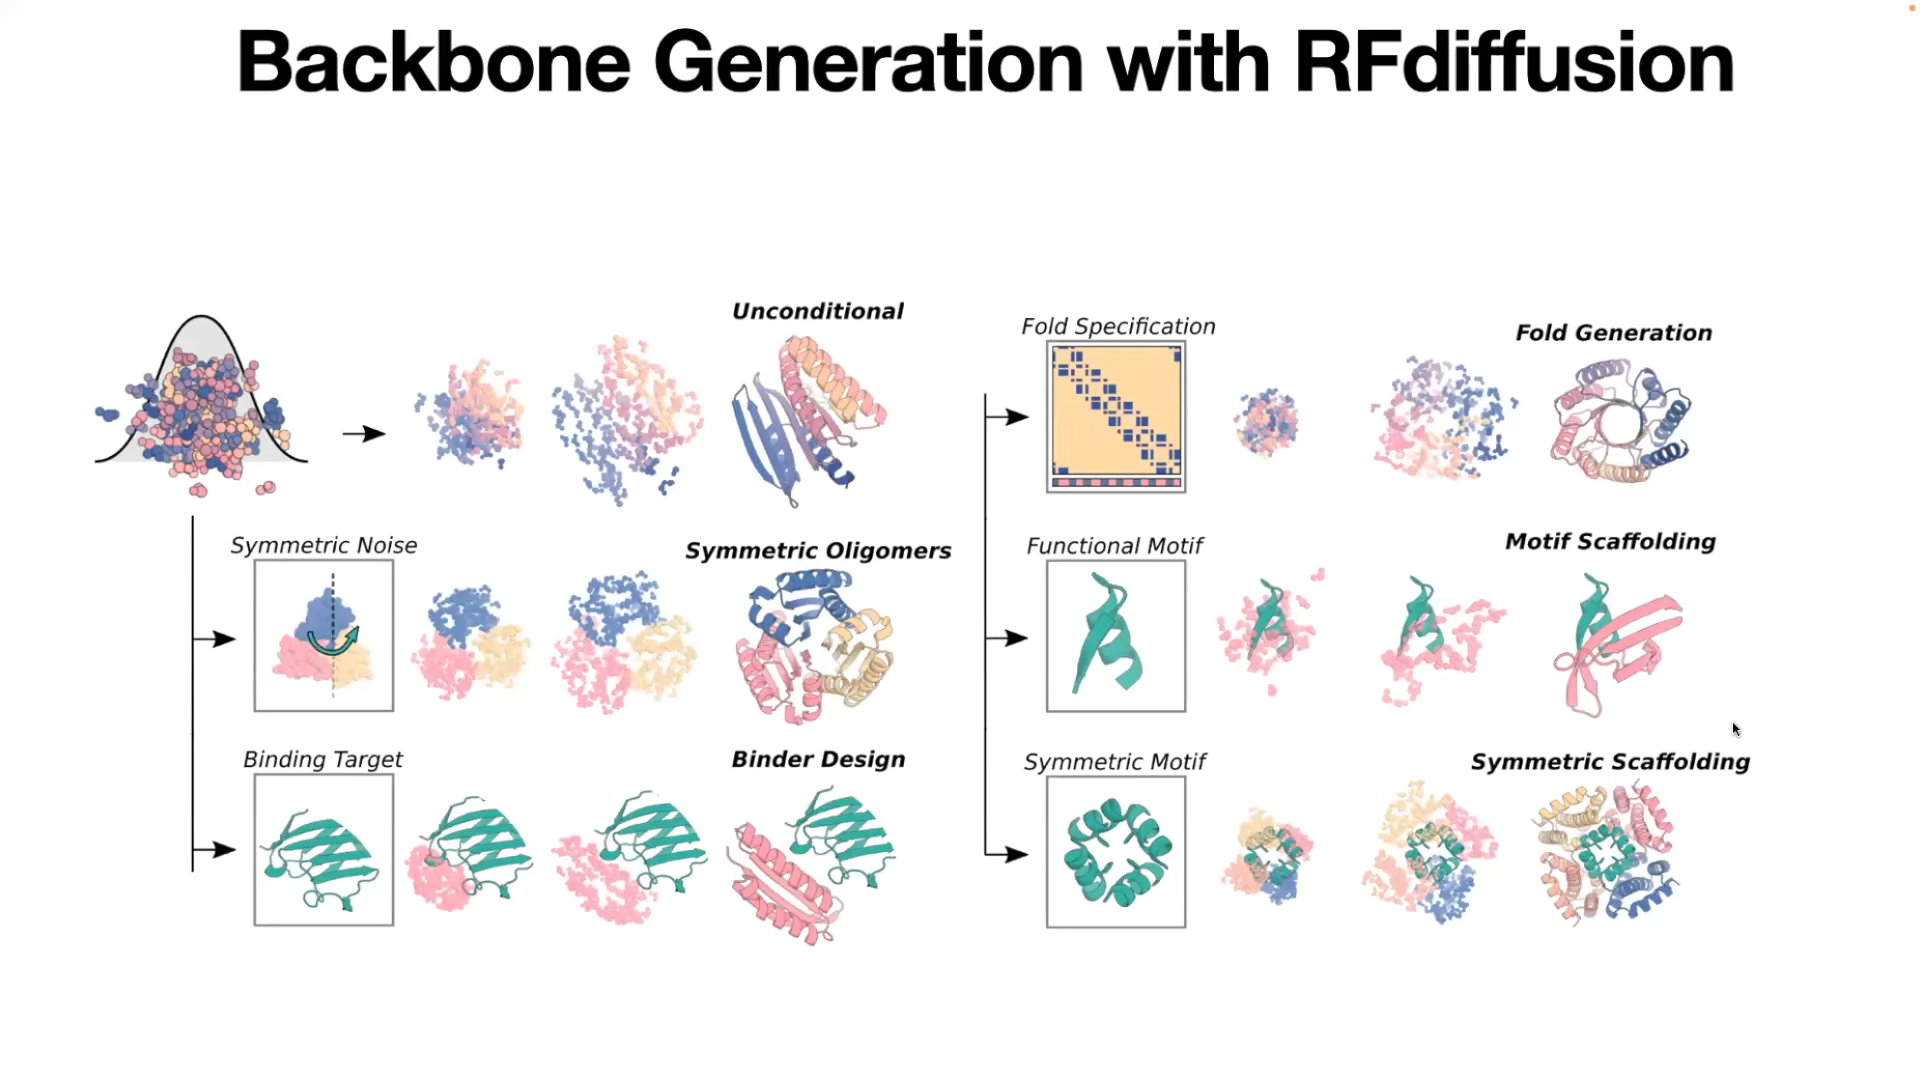 Backbone Generation with RFdiffusion
Unconditional
Symmetric Noise
Symmetric Oligomers
Binding Target
Binder Design
Fold Specification
Fold Generation
Functional Motif
Motif Scaffolding
Symmetric Motif
Symmetric Scaffolding